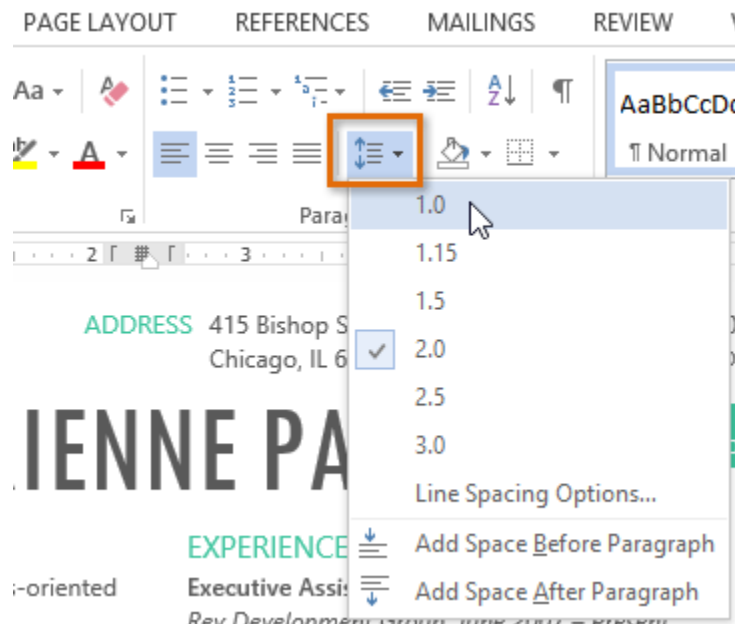 PAGE LAYOUT REFERENCES MAILINGS REVIEW
Aa
AaBbCcDc
A
¶ Normal
1.0
1.15
2 3
1.5
ADDRESS 415 Bishop S
Chicago, IL 6
2.0
2.5
3.0
IENNE PA
Line Spacing Options...
EXPERIENCE
Add Space Before Paragraph
s-oriented Executive Assis
Add Space After Paragraph